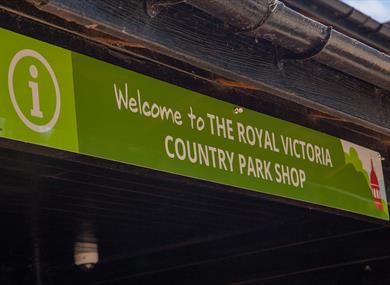 i
Welcome to THE ROYAL VICTORIA
COUNTRY PARK SHOP